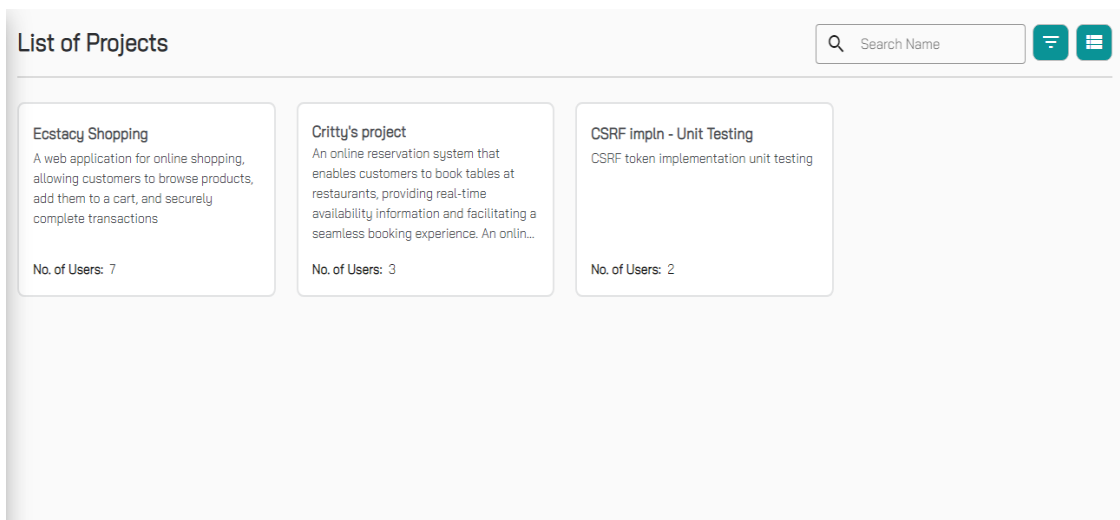 List of Projects
Search Name
Ecstacy Shopping
A web application for online shopping,
allowing customers to browse products,
add them to a cart, and securely
complete transactions
No. of Users: 7
Critty's project
An online reservation system that
enables customers to book tables at
restaurants, providing real-time
availability information and facilitating a
seamless booking experience. An onlin...
No. of Users: 3
CSRF impln - Unit Testing
CSRF token implementation unit testing
No. of Users: 2